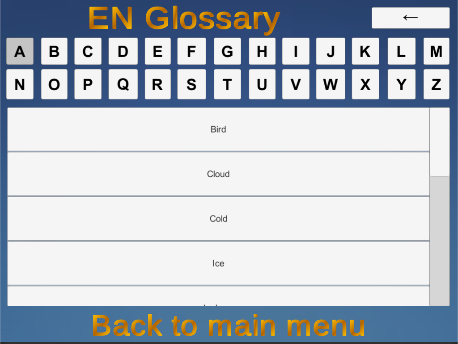 EN Glossary
←
A B C D E F G H I J K L M
N O P Q R S T U V W X Y Z
Bird
Cloud
Cold
Ice
Back to main menu